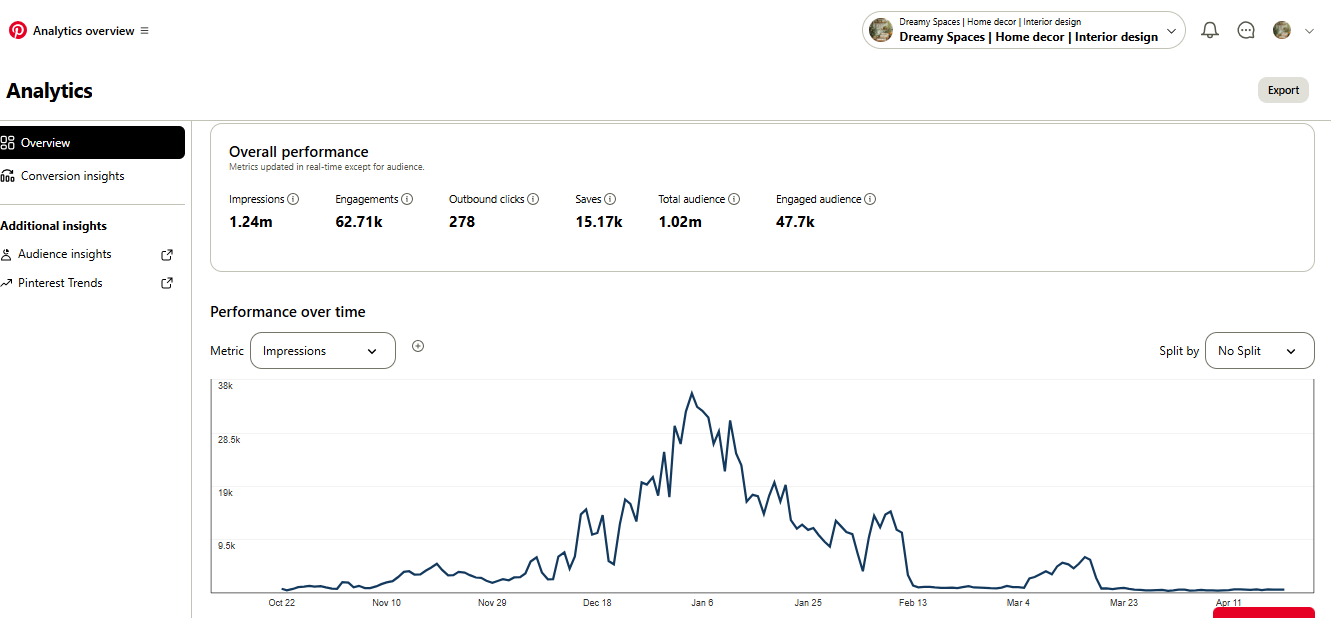 Analytics overview
Dreamy Spaces | Home decor | Interior design
Dreamy Spaces | Home decor | Interior design
Analytics
Export
Overview
Conversion insights
Additional insights
Audience insights
Pinterest Trends
Overall performance
Metrics updated in real-time except for audience.
Impressions
Engagements
Outbound clicks
Saves
Total audience
Engaged audience
1.24m
62.71k
278
15.17k
1.02m
47.7k
Performance over time
Metric
Impressions
Split by
No Split
38k
28.5k
19k
9.5k
Oct 22
Nov 10
Nov 29
Dec 18
Jan 6
Jan 25
Feb 13
Mar 4
Mar 23
Apr 11